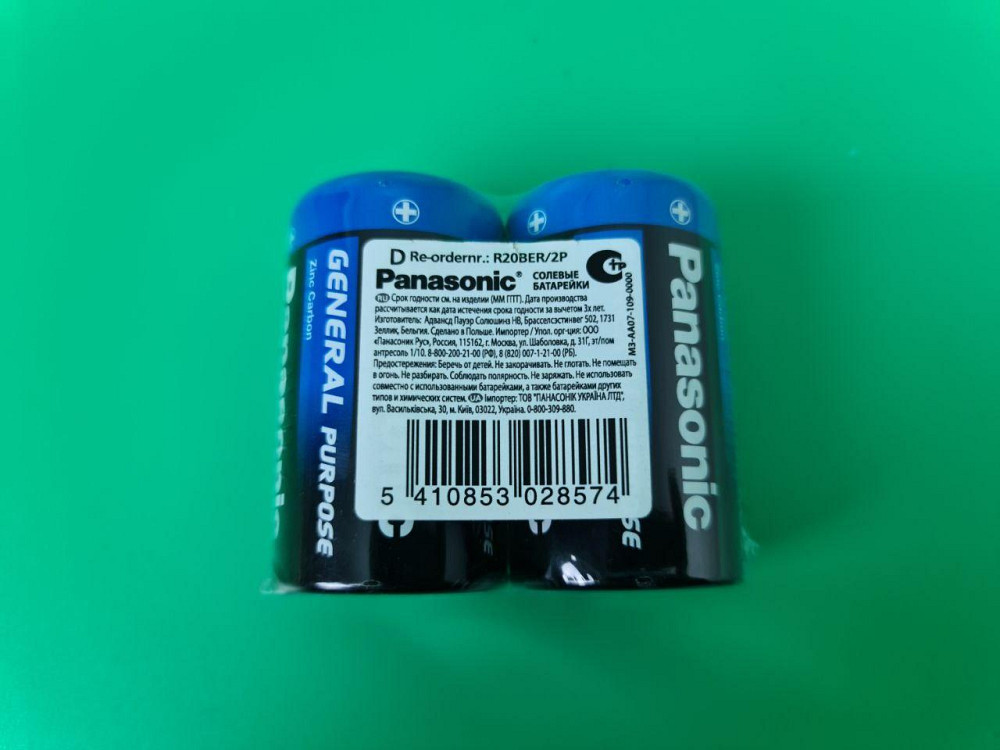 D Re-ordernr.: R20BER/2P
Panasonic®
СОЛЕВЫЕ
БАТАРЕЙКИ
RU Срок годности см. на изделии (ММ ГГГГ). Дата производства
рассчитывается как дата истечения срока годности за вычетом 3х лет.
Изготовитель: Адвансд Пауэр Солюшинз НВ, Брасселсэстинвег 502, 1731
Зеллик, Бельгия. Сделано в Польше. Импортер / Упол. орг-ция: ООО
«Панасоник Рус», Россия, 115162, г. Москва, ул. Шаболовка, д. 31Г, эт/пом
антресоль 1/10. 8-800-200-21-00 (РФ), 8 (820) 007-1-21-00 (РБ).
Предостережения: Беречь от детей. Не закорачивать. Не глотать. Не помещать
в огонь. Не разбирать. Соблюдать полярность. Не заряжать. Не использовать
совместно с использованными батарейками, а также батарейками других
типов и химических систем. UA Імпортер: ТОВ "ПАНАСОНІК УКРАЇНА ЛТД",
вул. Васильківська, 30, м. Київ, 03022, Україна. 0-800-309-880.
M3-AA07-109-0000
5 410853 028574
GENERAL PURPOSE
Zinc Carbon
Panasonic